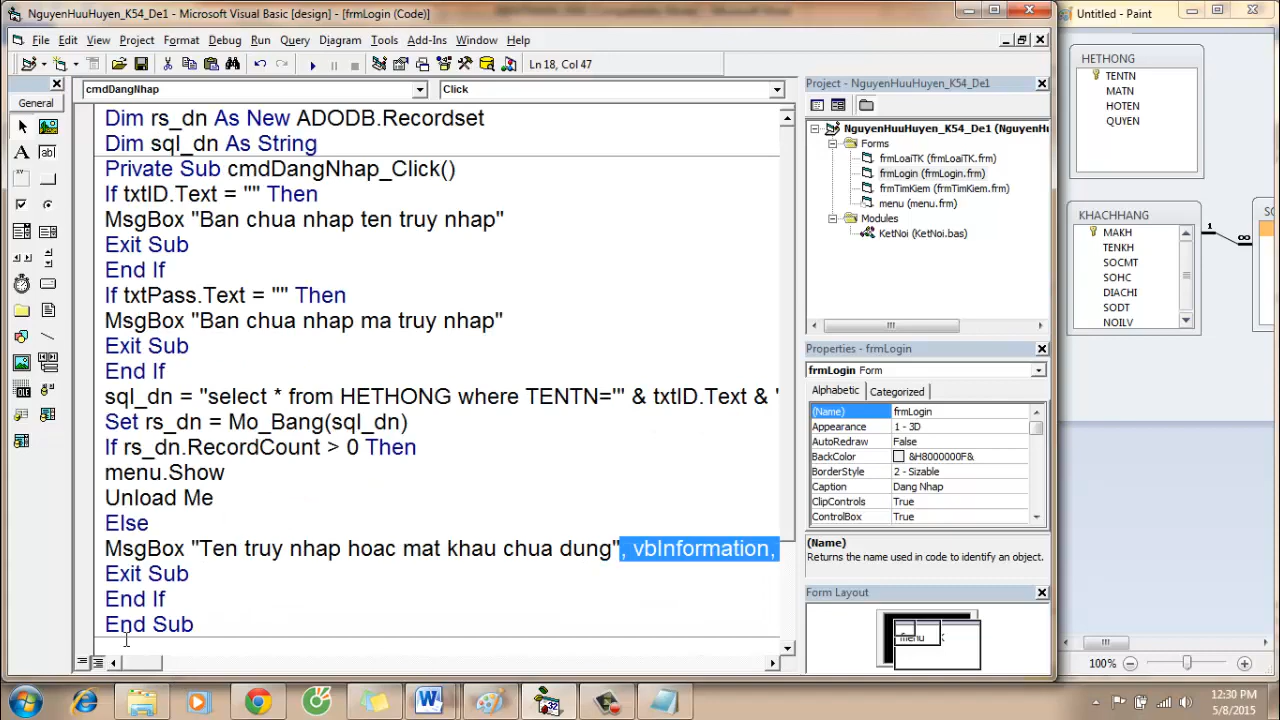 NguyenHuuHuyen_K54_De1 - Microsoft Visual Basic [design] - [frmLogin (Code)]
Untitled - Paint
File Edit View Project Format Debug Run Query Diagram Tools Add-Ins Window Help
Ln 18, Col 47
General
cmdDangNhap
Click
Dim rs_dn As New ADODB.Recordset
Dim sql_dn As String
Private Sub cmdDangNhap_Click()
If txtID.Text = "" Then
MsgBox "Ban chua nhap ten truy nhap"
Exit Sub
End If
If txtPass.Text = "" Then
MsgBox "Ban chua nhap ma truy nhap"
Exit Sub
End If
sql_dn = "select * from HETHONG where TENTN='" & txtID.Text & "
Set rs_dn = Mo_Bang(sql_dn)
If rs_dn.RecordCount > 0 Then
menu.Show
Unload Me
Else
MsgBox "Ten truy nhap hoac mat khau chua dung", vbInformation,
Exit Sub
End If
End Sub
Project - NguyenHuuHuyen_K54_De1
NguyenHuuHuyen_K54_De1 (NguyenHu
Forms
frmLoaiTK (frmLoaiTK.frm)
frmLogin (frmLogin.frm)
frmTimKiem (frmTimKiem.frm)
menu (menu.frm)
Modules
KetNoi (KetNoi.bas)
Properties - frmLogin
frmLogin Form
Alphabetic Categorized
(Name) frmLogin
Appearance 1 - 3D
AutoRedraw False
BackColor &H8000000F&
BorderStyle 2 - Sizable
Caption Dang Nhap
ClipControls True
ControlBox True
(Name)
Returns the name used in code to identify an object.
Form Layout
menu
HETHONG
TENTN
MATN
HOTEN
QUYEN
KHACHHANG
MAKH
TENKH
SOCMT
SOHC
DIACHI
SODT
NOILV
1
∞
100%
12:30 PM
5/8/2015